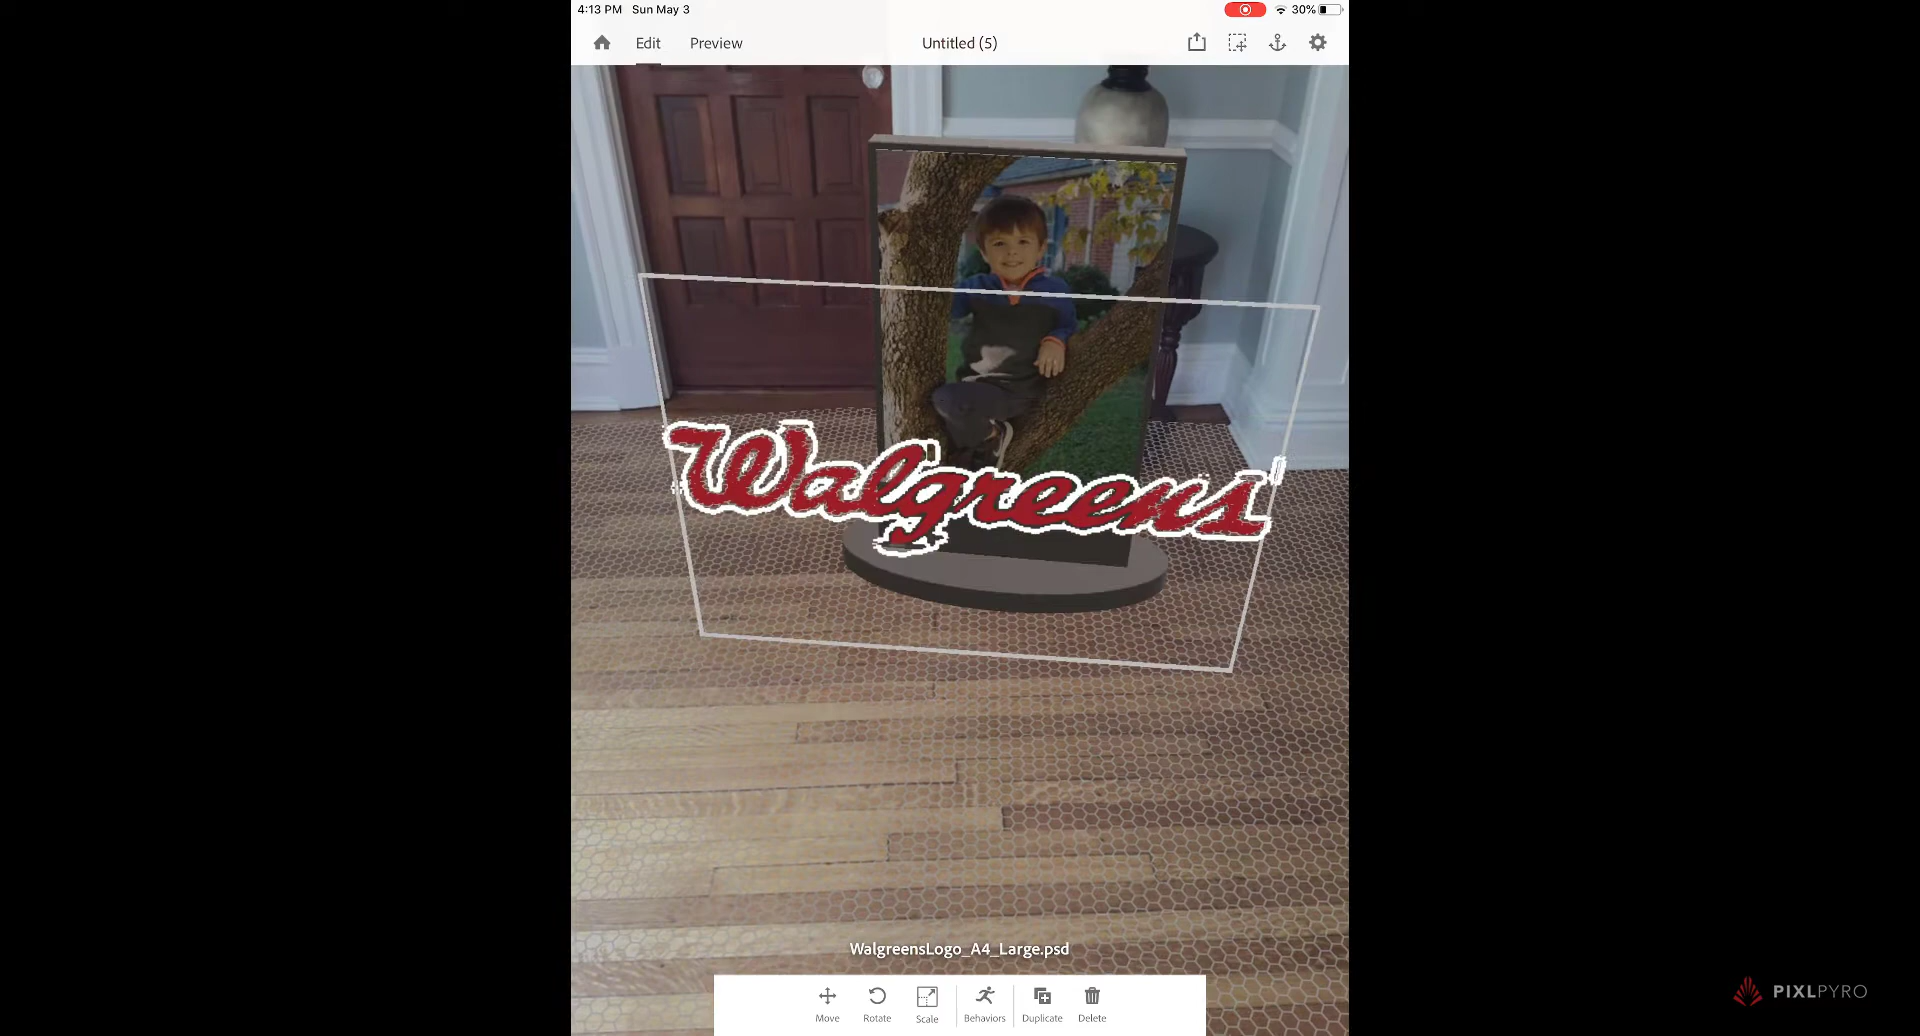 4:13 PM Sun May 3
30%
Edit
Preview
Untitled (5)
Walgreens
WalgreensLogo_A4_Large.psd
Move
Rotate
Scale
Behaviors
Duplicate
Delete
PIXLPYRO